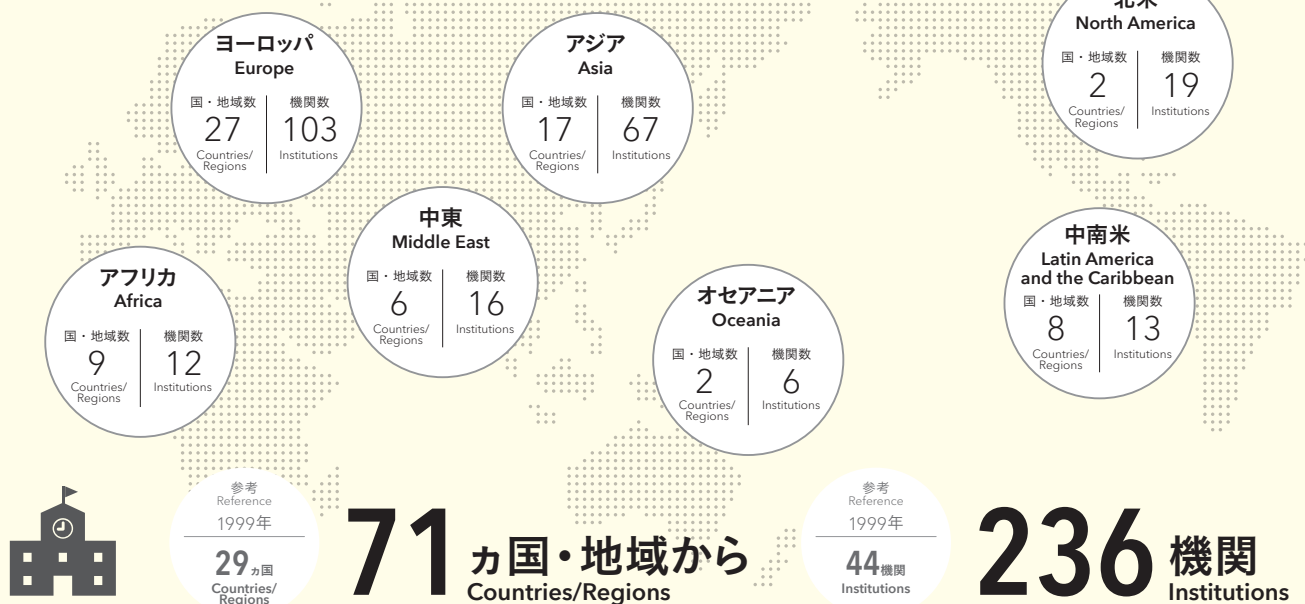 北米
North America
国・地域数 機関数
2 19
Countries/ Institutions
Regions
ヨーロッパ
Europe
国・地域数 機関数
27 103
Countries/ Institutions
Regions
アジア
Asia
国・地域数 機関数
17 67
Countries/ Institutions
Regions
中東
Middle East
国・地域数 機関数
6 16
Countries/ Institutions
Regions
アフリカ
Africa
国・地域数 機関数
9 12
Countries/ Institutions
Regions
オセアニア
Oceania
国・地域数 機関数
2 6
Countries/ Institutions
Regions
中南米
Latin America
and the Caribbean
国・地域数 機関数
8 13
Countries/ Institutions
Regions
参考
Reference
1999年
29ヵ国
Countries/
Regions
71ヵ国・地域から
Countries/Regions
参考
Reference
1999年
44機関
Institutions
236機関
Institutions